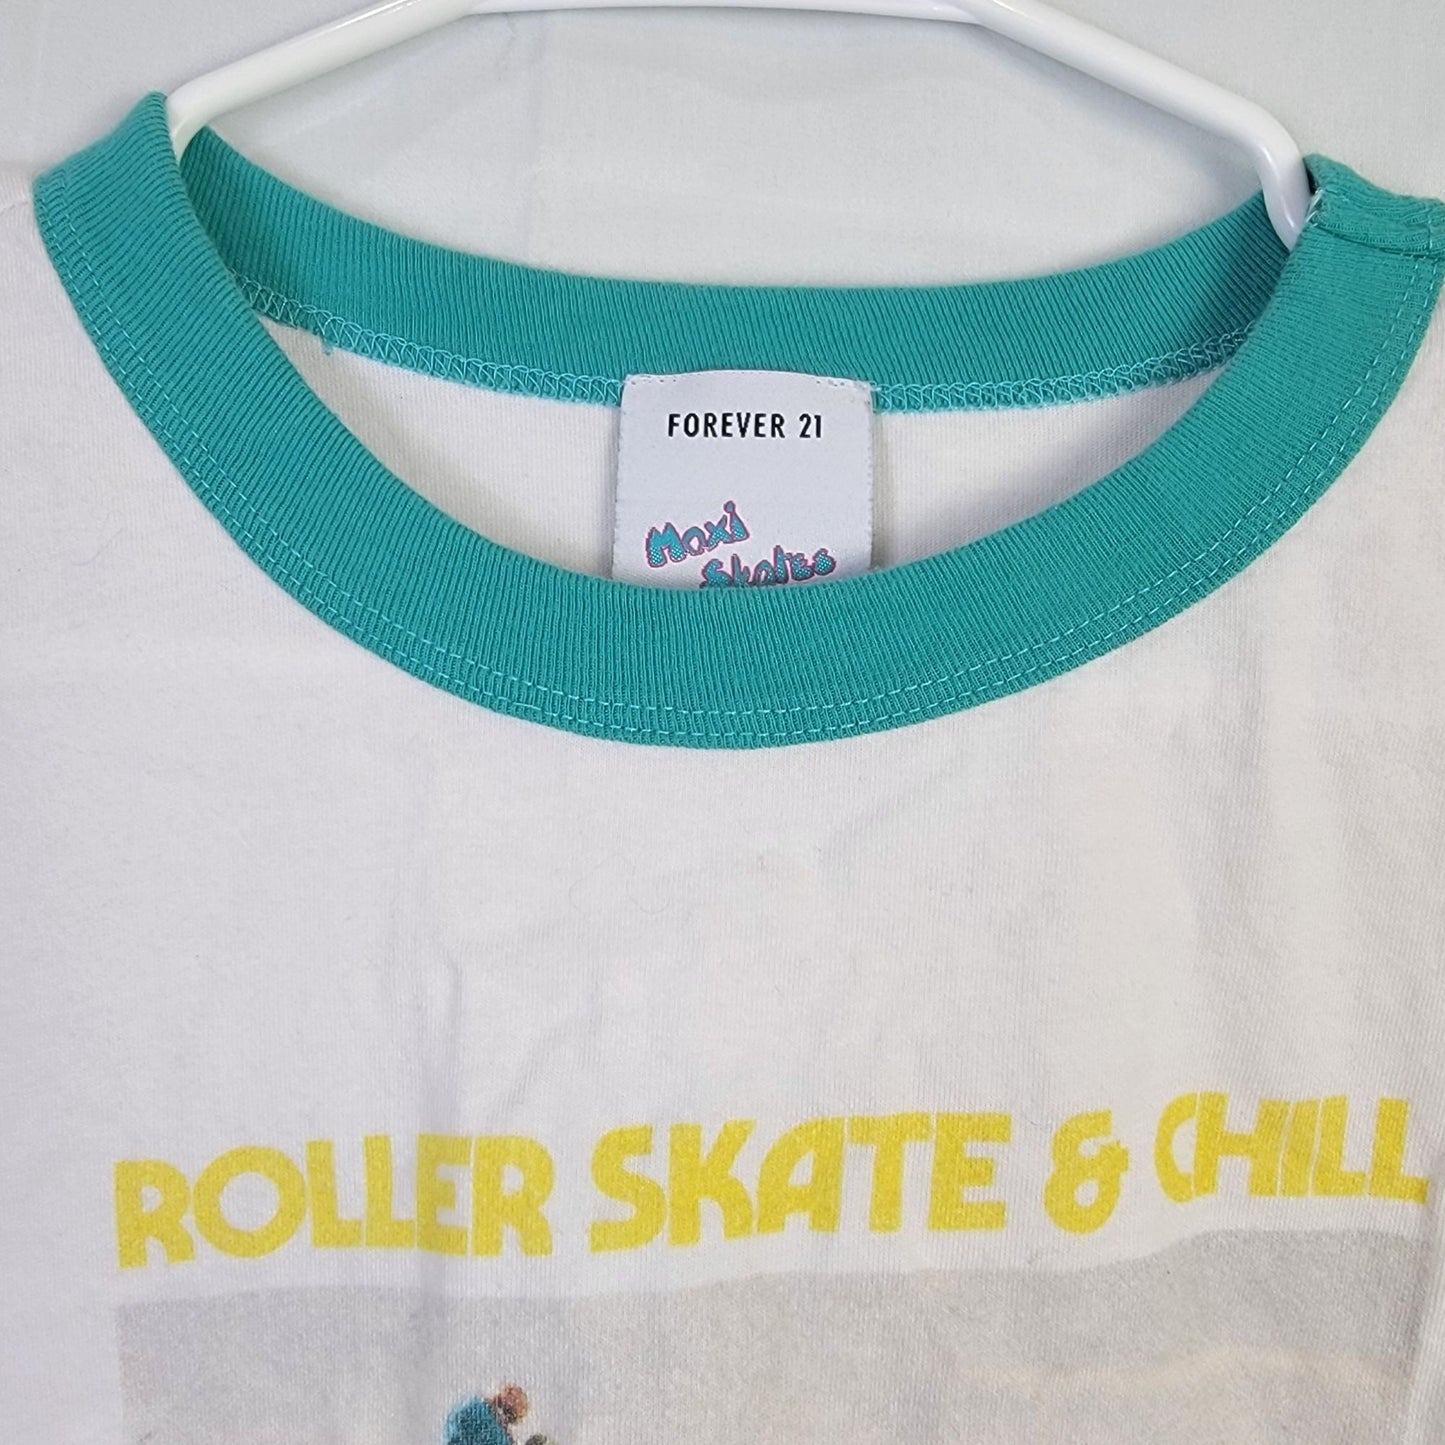 FOREVER 21
Moxi
Skates
ROLLER SKATE & CHILL